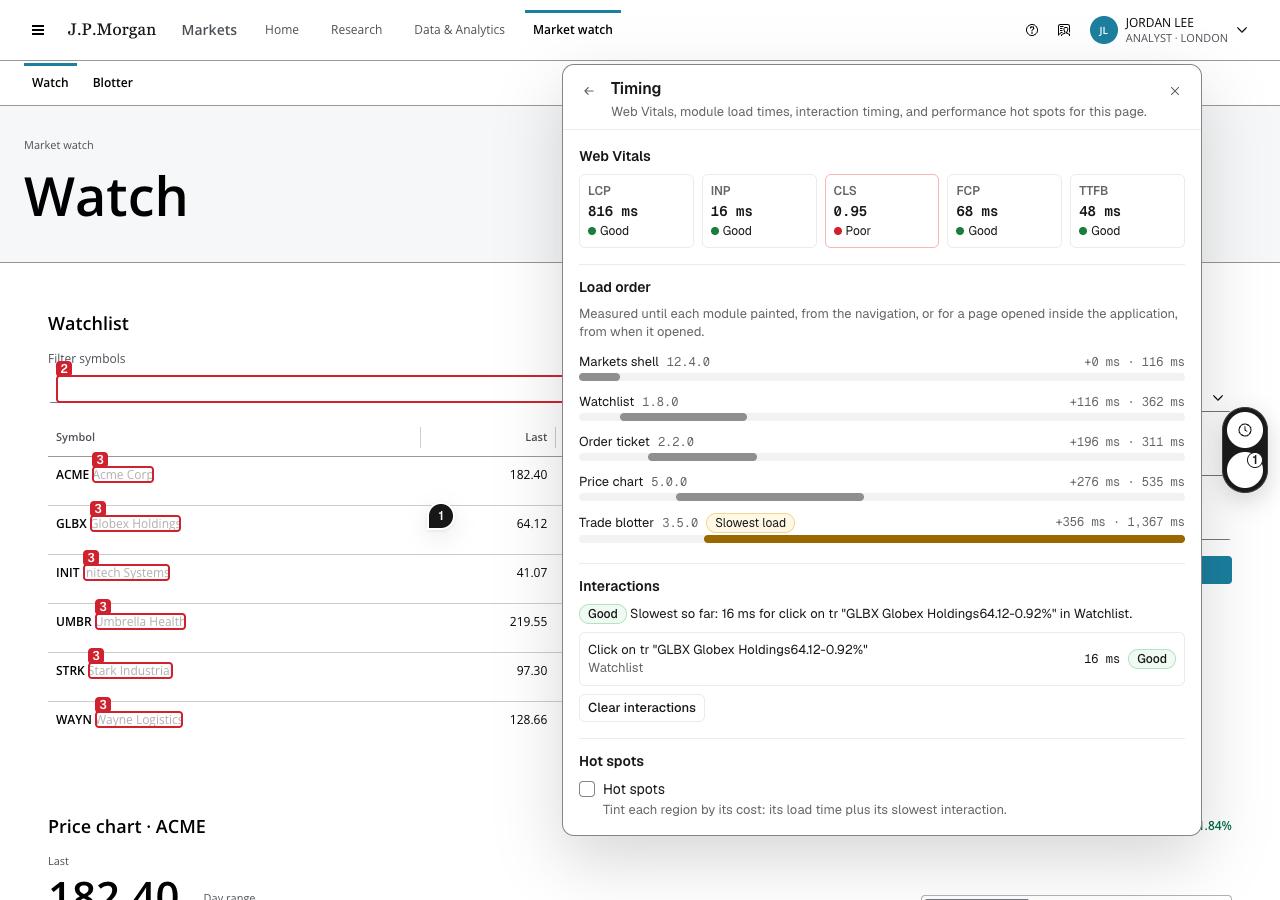 J.P.Morgan
Markets
Home
Research
Data & Analytics
Market watch
JL
JORDAN LEE
ANALYST · LONDON
Watch
Blotter
Market watch
Watch
Watchlist
Filter symbols
2
Symbol
Last
3
ACME Acme Corp
182.40
3
GLBX Globex Holdings
1
64.12
3
INIT Initech Systems
41.07
3
UMBR Umbrella Health
219.55
3
STRK Stark Industrial
97.30
3
WAYN Wayne Logistics
128.66
Price chart · ACME
.84%
Last
182.40
Day range
Timing
Web Vitals, module load times, interaction timing, and performance hot spots for this page.
Web Vitals
LCP
816 ms
Good
INP
16 ms
Good
CLS
0.95
Poor
FCP
68 ms
Good
TTFB
48 ms
Good
Load order
Measured until each module painted, from the navigation, or for a page opened inside the application,
from when it opened.
Markets shell 12.4.0
+0 ms · 116 ms
Watchlist 1.8.0
+116 ms · 362 ms
Order ticket 2.2.0
+196 ms · 311 ms
Price chart 5.0.0
+276 ms · 535 ms
Trade blotter 3.5.0 Slowest load
+356 ms · 1,367 ms
Interactions
Good Slowest so far: 16 ms for click on tr "GLBX Globex Holdings64.12-0.92%" in Watchlist.
Click on tr "GLBX Globex Holdings64.12-0.92%"
Watchlist
16 ms
Good
Clear interactions
Hot spots
Hot spots
Tint each region by its cost: its load time plus its slowest interaction.
1